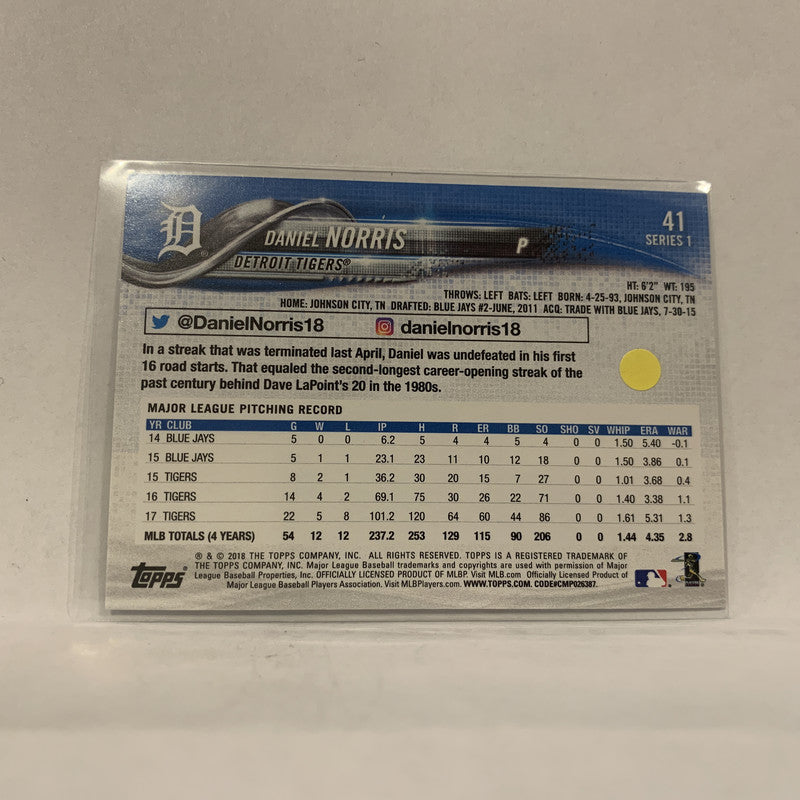 D
DANIEL NORRIS
P
41
SERIES 1
DETROIT TIGERS®
HT: 6'2" WT: 195
THROWS: LEFT BATS: LEFT BORN: 4-25-93, JOHNSON CITY, TN
HOME: JOHNSON CITY, TN DRAFTED: BLUE JAYS #2-JUNE, 2011 ACQ: TRADE WITH BLUE JAYS, 7-30-15
@DanielNorris18 danielnorris18
In a streak that was terminated last April, Daniel was undefeated in his first
16 road starts. That equaled the second-longest career-opening streak of the
past century behind Dave LaPoint's 20 in the 1980s.
MAJOR LEAGUE PITCHING RECORD
YR CLUB G W L IP H R ER BB SO SHO SV WHIP ERA WAR
14 BLUE JAYS 5 0 0 6.2 5 4 4 5 4 0 0 1.50 5.40 -0.1
15 BLUE JAYS 5 1 1 23.1 23 11 10 12 18 0 0 1.50 3.86 0.1
15 TIGERS 8 2 1 36.2 30 20 15 7 27 0 0 1.01 3.68 0.4
16 TIGERS 14 4 2 69.1 75 30 26 22 71 0 0 1.40 3.38 1.1
17 TIGERS 22 5 8 101.2 120 64 60 44 86 0 0 1.61 5.31 1.3
MLB TOTALS (4 YEARS) 54 12 12 237.2 253 129 115 90 206 0 0 1.44 4.35 2.8
® & © 2018 THE TOPPS COMPANY, INC. ALL RIGHTS RESERVED. TOPPS IS A REGISTERED TRADEMARK OF
THE TOPPS COMPANY, INC. Major League Baseball trademarks and copyrights are used with permission of Major
League Baseball Properties, Inc. OFFICIALLY LICENSED PRODUCT OF MLBP. Visit MLB.com Officially Licensed Product of
Major League Baseball Players Association. Visit MLBPlayers.com. WWW.TOPPS.COM. CODE#CMP026387.
Topps®